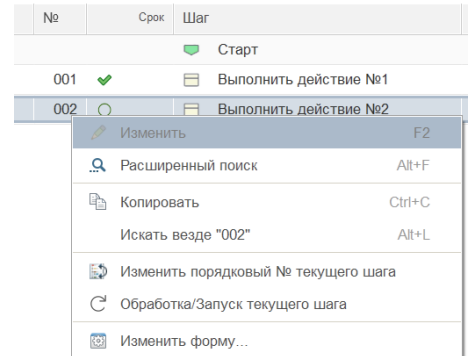 № Срок Шаг
Старт
001 Выполнить действие №1
002 Выполнить действие №2
Изменить F2
Расширенный поиск Alt+F
Копировать Ctrl+C
Искать везде "002" Alt+L
Изменить порядковый № текущего шага
Обработка/Запуск текущего шага
Изменить форму...